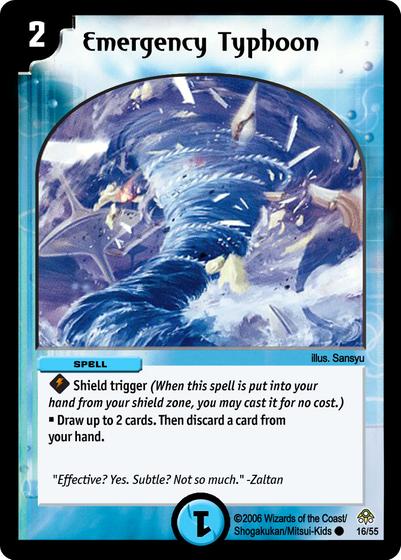 2 Emergency Typhoon
illus. Sansyu
SPELL
Shield trigger (When this spell is put into your
hand from your shield zone, you may cast it for no cost.)
▪ Draw up to 2 cards. Then discard a card from
your hand.
"Effective? Yes. Subtle? Not so much." -Zaltan
1
©2006 Wizards of the Coast/
Shogakukan/Mitsui-Kids ● 16/55